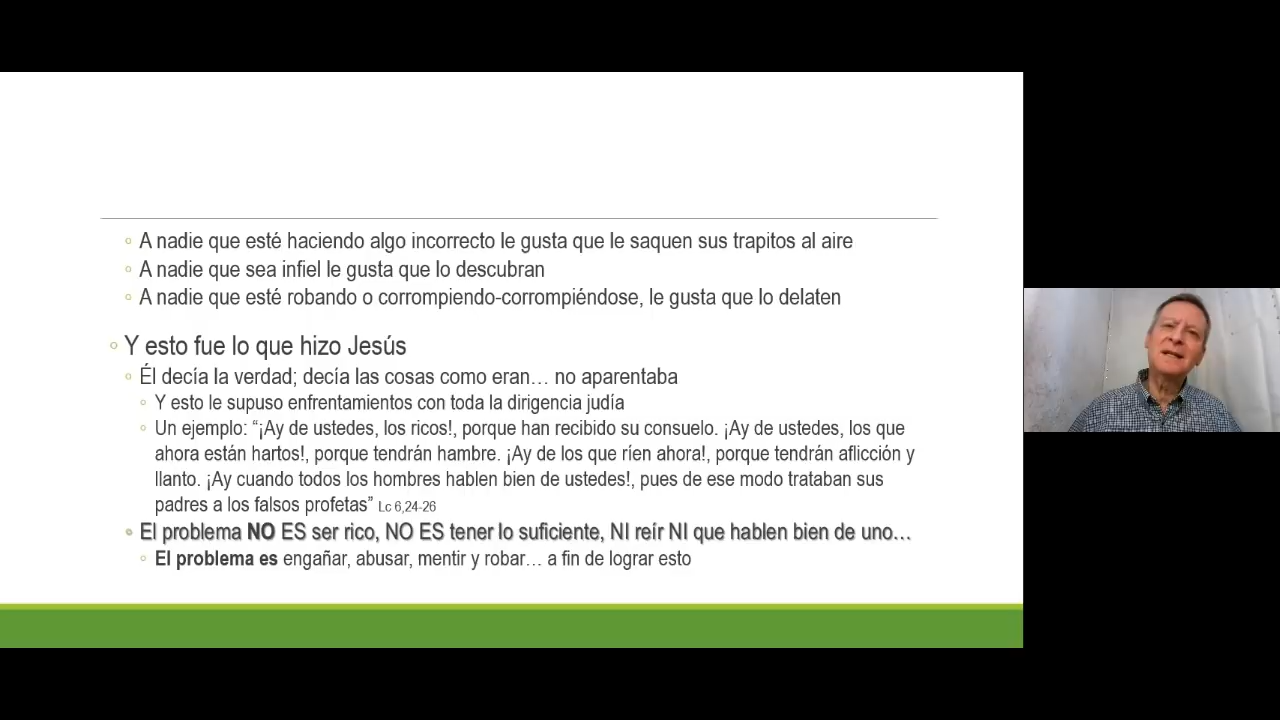 ◦ A nadie que esté haciendo algo incorrecto le gusta que le saquen sus trapitos al aire
◦ A nadie que sea infiel le gusta que lo descubran
◦ A nadie que esté robando o corrompiendo-corrompiéndose, le gusta que lo delaten
◦ Y esto fue lo que hizo Jesús
◦ Él decía la verdad; decía las cosas como eran… no aparentaba
◦ Y esto le supuso enfrentamientos con toda la dirigencia judía
◦ Un ejemplo: “¡Ay de ustedes, los ricos!, porque han recibido su consuelo. ¡Ay de ustedes, los que
ahora están hartos!, porque tendrán hambre. ¡Ay de los que ríen ahora!, porque tendrán aflicción y
llanto. ¡Ay cuando todos los hombres hablen bien de ustedes!, pues de ese modo trataban sus
padres a los falsos profetas” Lc 6,24-26
◦ El problema NO ES ser rico, NO ES tener lo suficiente, NI reír NI que hablen bien de uno…
◦ El problema es engañar, abusar, mentir y robar… a fin de lograr esto